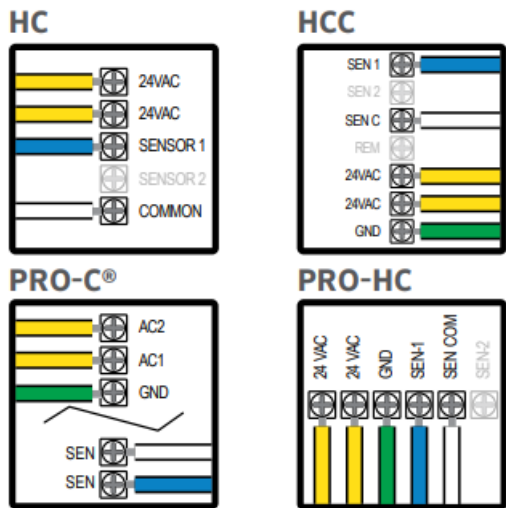 HC
24VAC
24VAC
SENSOR 1
SENSOR 2
COMMON
HCC
SEN 1
SEN 2
SEN C
REM
24VAC
24VAC
GND
PRO-C®
AC2
AC1
GND
SEN
SEN
PRO-HC
24 VAC
24 VAC
GND
SEN-1
SEN COM
SEN-2